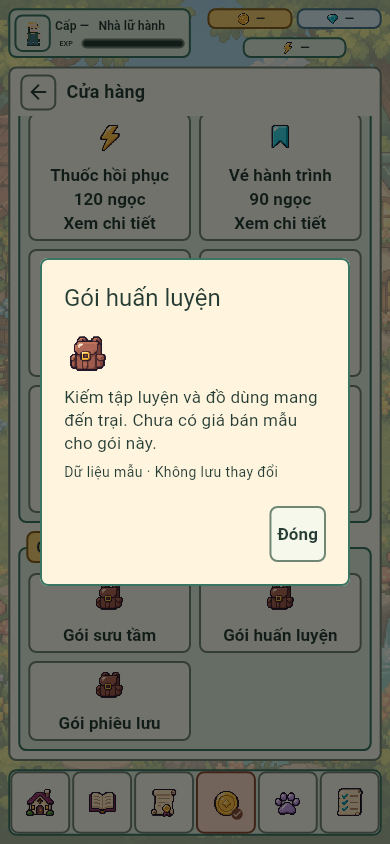 Cấp — Nhà lữ hành
EXP
—
—
—
Cửa hàng
Thuốc hồi phục
120 ngọc
Xem chi tiết
Vé hành trình
90 ngọc
Xem chi tiết
Gói huấn luyện
Kiếm tập luyện và đồ dùng mang
đến trại. Chưa có giá bán mẫu
cho gói này.
Dữ liệu mẫu · Không lưu thay đổi
Đóng
Gói sưu tầm
Gói huấn luyện
Gói phiêu lưu